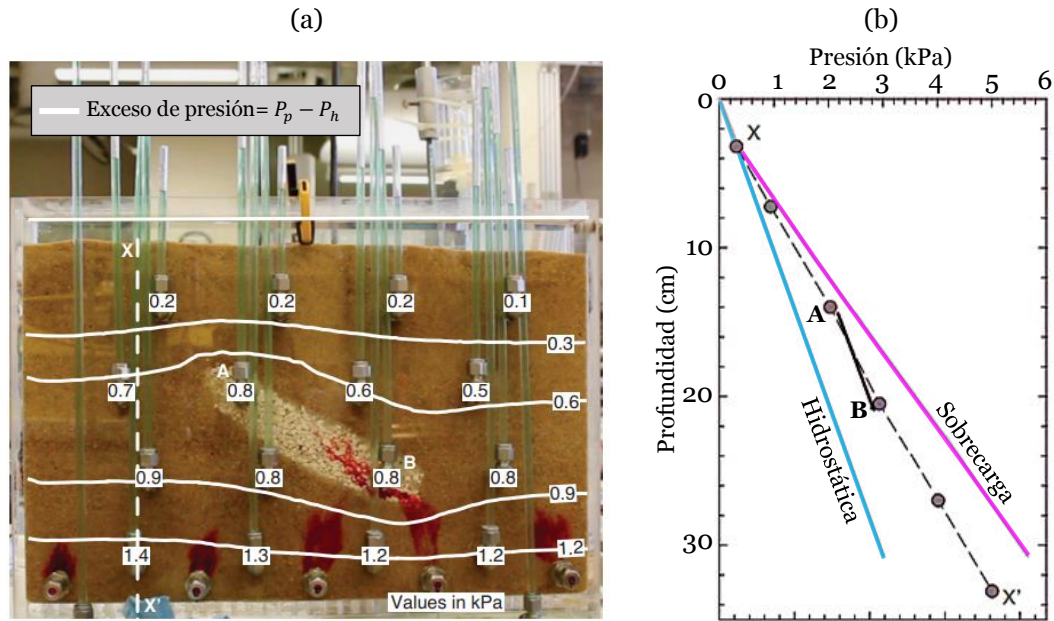 (a)
Exceso de presión= P_p − P_h
X
0.2 0.2 0.2 0.1
0.3
A
0.7 0.8 0.6 0.5
0.6
0.9 0.8 0.8 B 0.8
0.9
1.4 1.3 1.2 1.2 1.2
X'
Values in kPa
(b)
Presión (kPa)
0 1 2 3 4 5 6
Profundidad (cm)
0
10
20
30
X
A
B
Hidrostática
Sobrecarga
X'